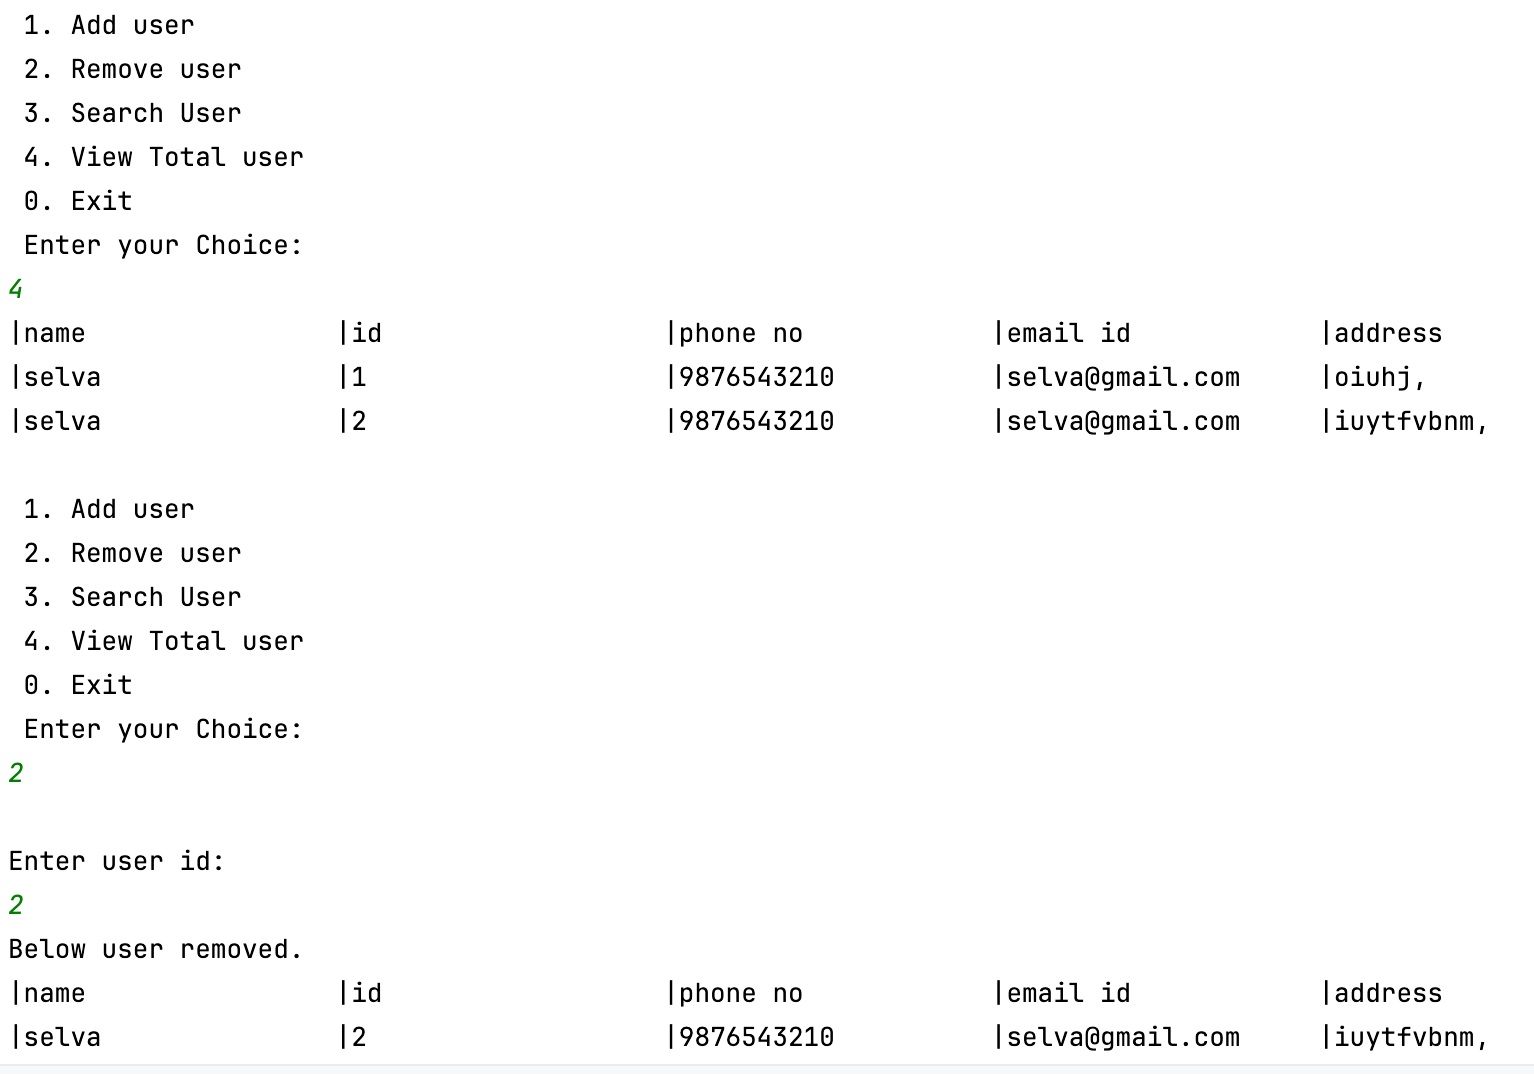 1. Add user
2. Remove user
3. Search User
4. View Total user
0. Exit
Enter your Choice:
4
|name |id |phone no |email id |address
|selva |1 |9876543210 |selva@gmail.com |oiuhj,
|selva |2 |9876543210 |selva@gmail.com |iuytfvbnm,
1. Add user
2. Remove user
3. Search User
4. View Total user
0. Exit
Enter your Choice:
2
Enter user id:
2
Below user removed.
|name |id |phone no |email id |address
|selva |2 |9876543210 |selva@gmail.com |iuytfvbnm,